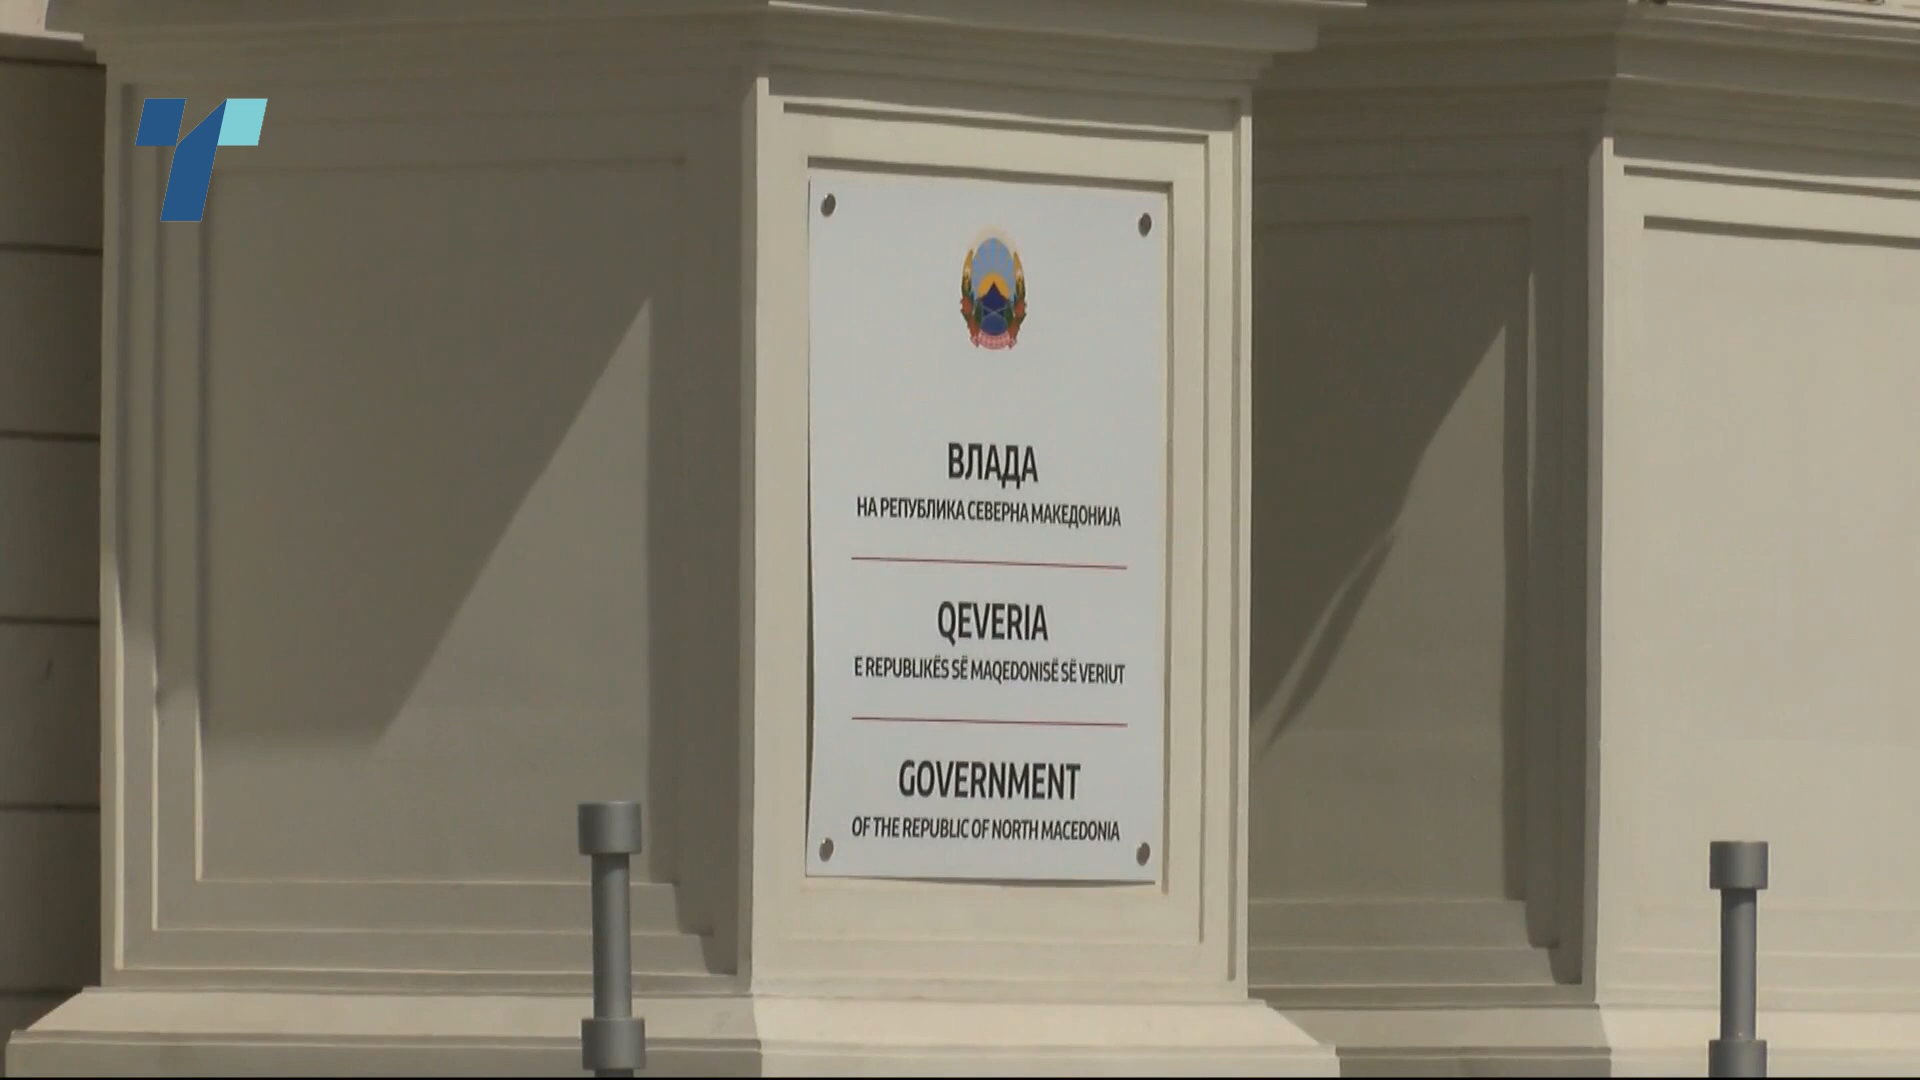 ВЛАДА
НА РЕПУБЛИКА СЕВЕРНА МАКЕДОНИЈА
QEVERIA
E REPUBLIKËS SË MAQEDONISË SË VERIUT
GOVERNMENT
OF THE REPUBLIC OF NORTH MACEDONIA